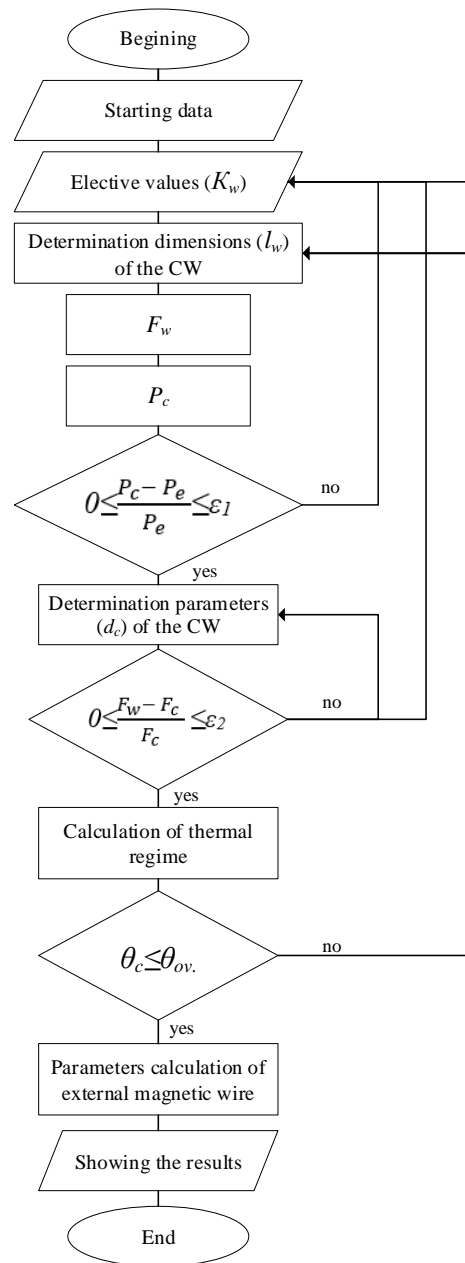 Begining
Starting data
Elective values (K_w)
Determination dimensions (l_w)
of the CW
F_w
P_c
0≤(P_c − P_e)/P_e≤ε_1
no
yes
Determination parameters
(d_c) of the CW
0≤(F_w − F_c)/F_c ≤ε_2
no
yes
Calculation of thermal
regime
θ_c≤θ_ov.
no
yes
Parameters calculation of
external magnetic wire
Showing the results
End